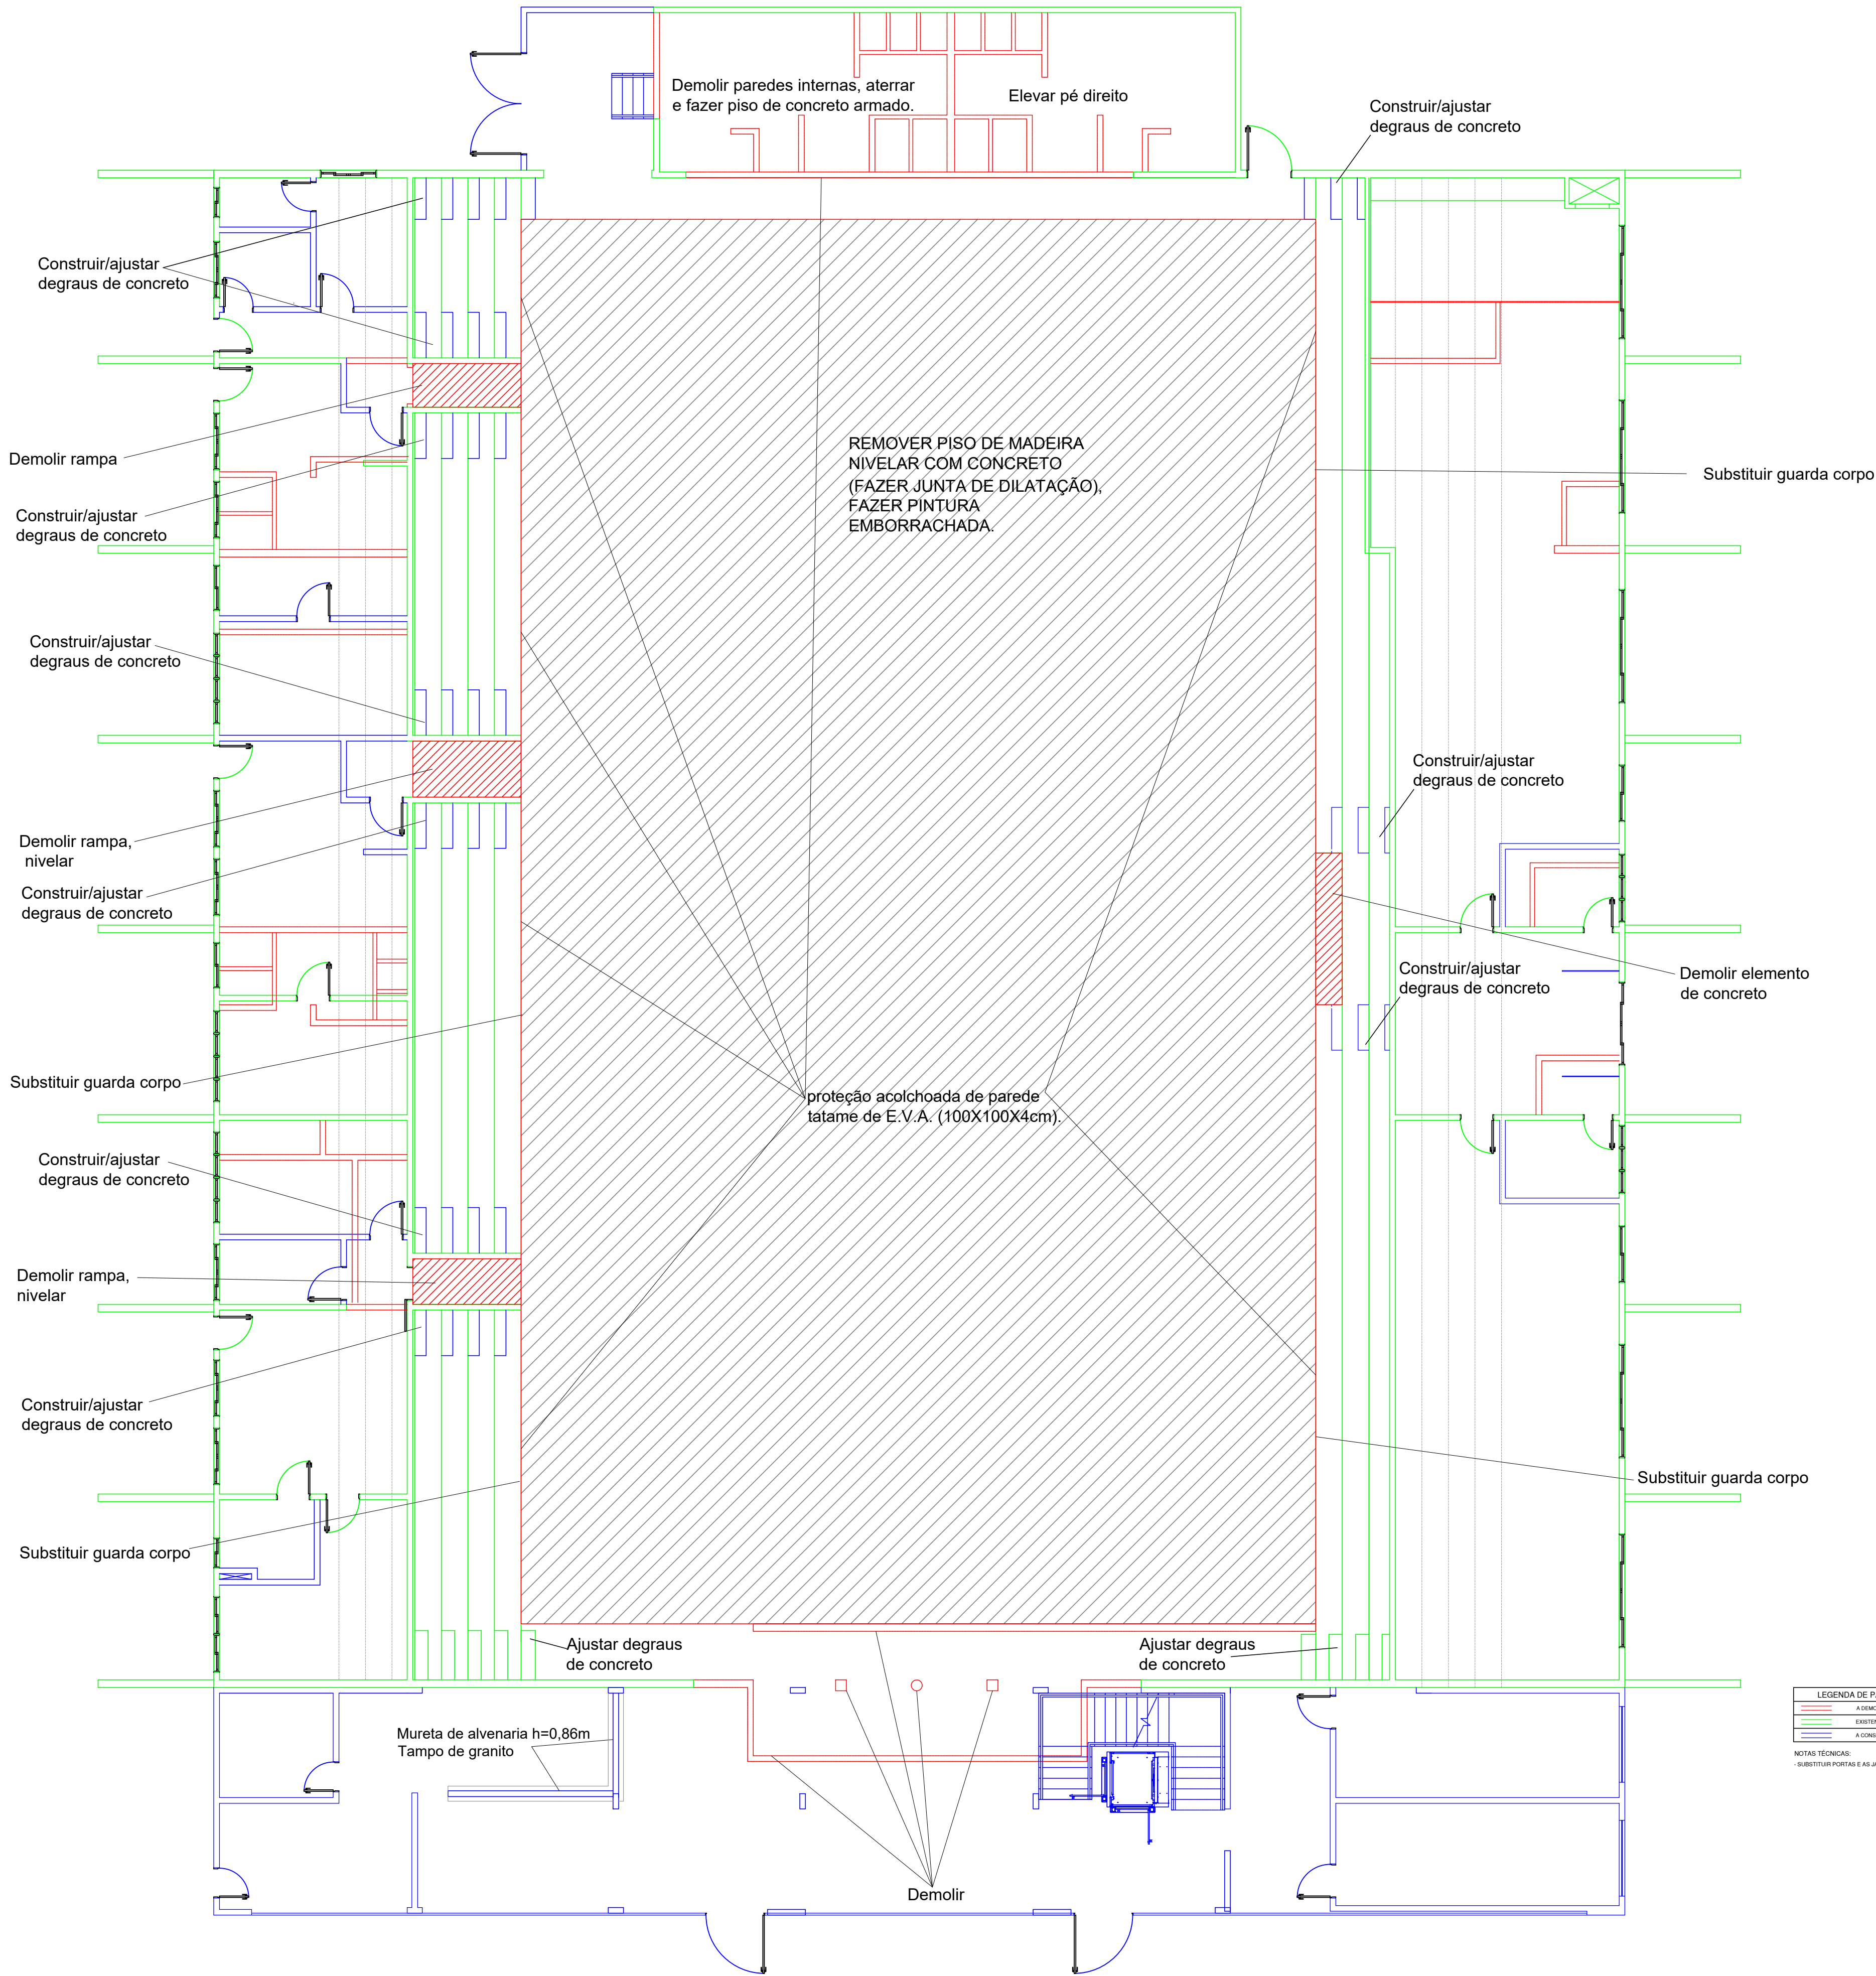 Demolir paredes internas, aterrar
e fazer piso de concreto armado.
Elevar pé direito
Construir/ajustar
degraus de concreto
Construir/ajustar
degraus de concreto
Demolir rampa
REMOVER PISO DE MADEIRA
NIVELAR COM CONCRETO
(FAZER JUNTA DE DILATAÇÃO),
FAZER PINTURA
EMBORRACHADA.
Substituir guarda corpo
Construir/ajustar
degraus de concreto
Construir/ajustar
degraus de concreto
Construir/ajustar
degraus de concreto
Demolir rampa,
nivelar
Construir/ajustar
degraus de concreto
Construir/ajustar
degraus de concreto
Demolir elemento
de concreto
Substituir guarda corpo
proteção acolchoada de parede
tatame de E.V.A. (100X100X4cm).
Construir/ajustar
degraus de concreto
Demolir rampa,
nivelar
Construir/ajustar
degraus de concreto
Substituir guarda corpo
Substituir guarda corpo
Ajustar degraus
de concreto
Ajustar degraus
de concreto
Mureta de alvenaria h=0,86m
Tampo de granito
Demolir
LEGENDA DE
A
A
NOTAS TÉCNICAS:
- SUBSTITUIR PORTAS E AS